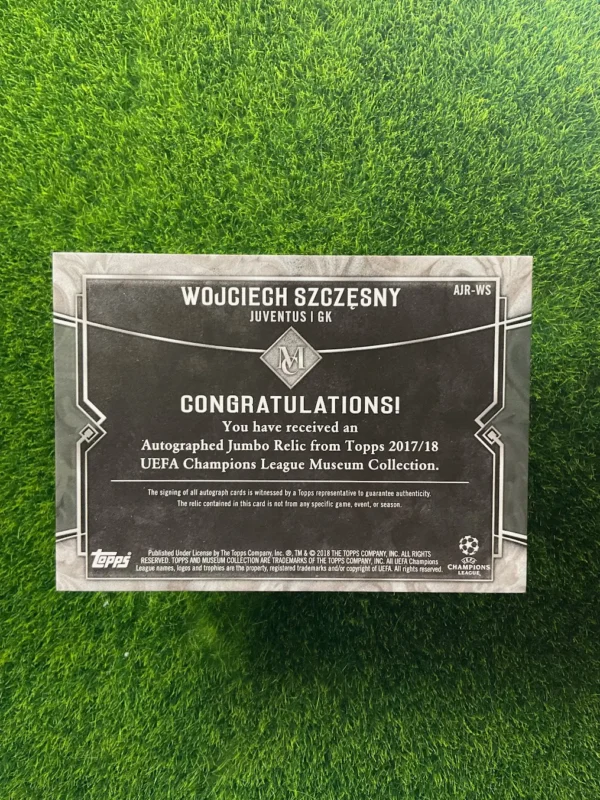 WOJCIECH SZCZĘSNY
AJR-WS
JUVENTUS | GK
MC
CONGRATULATIONS!
You have received an
Autographed Jumbo Relic from Topps 2017/18
UEFA Champions League Museum Collection.
The signing of all autograph cards is witnessed by a Topps representative to guarantee authenticity.
The relic contained in this card is not from any specific game, event, or season.
Topps
Published Under License by The Topps Company, Inc. ®, TM & © 2018 THE TOPPS COMPANY, INC. ALL RIGHTS
RESERVED. TOPPS AND MUSEUM COLLECTION ARE TRADEMARKS OF THE TOPPS COMPANY, INC. All UEFA Champions
League names, logos and trophies are the property, registered trademarks and/or copyright of UEFA. All rights reserved.
UEFA
CHAMPIONS
LEAGUE